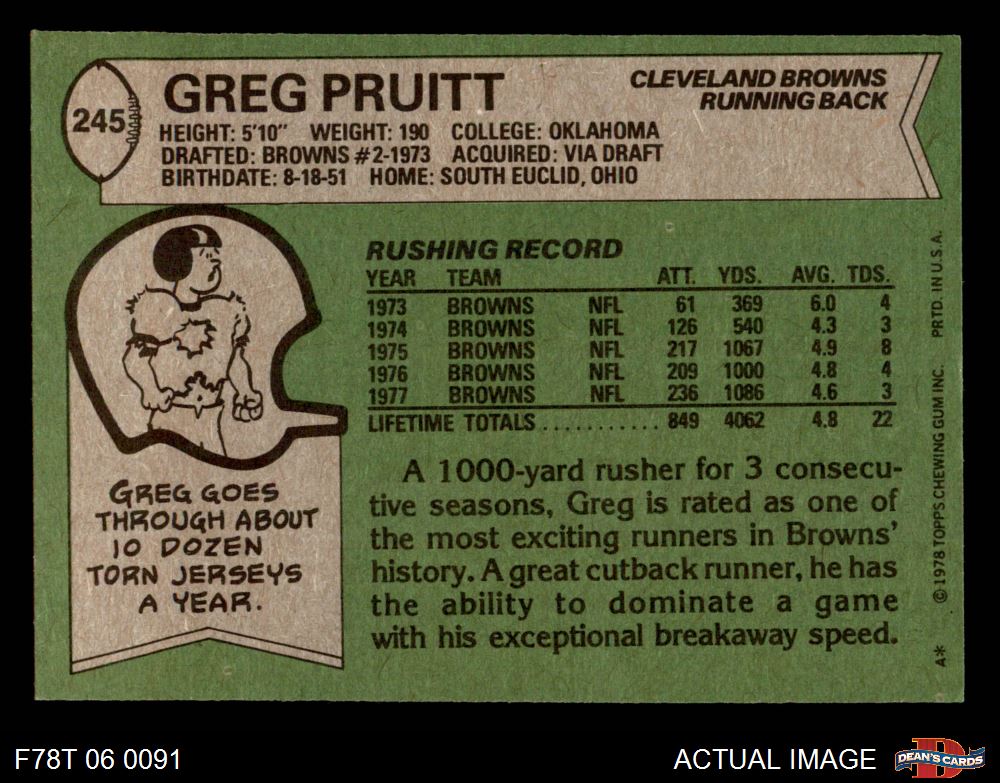 245
GREG PRUITT
CLEVELAND BROWNS
RUNNING BACK
HEIGHT: 5'10" WEIGHT: 190 COLLEGE: OKLAHOMA
DRAFTED: BROWNS #2-1973 ACQUIRED: VIA DRAFT
BIRTHDATE: 8-18-51 HOME: SOUTH EUCLID, OHIO
RUSHING RECORD
YEAR TEAM ATT. YDS. AVG. TDS.
1973 BROWNS NFL 61 369 6.0 4
1974 BROWNS NFL 126 540 4.3 3
1975 BROWNS NFL 217 1067 4.9 8
1976 BROWNS NFL 209 1000 4.8 4
1977 BROWNS NFL 236 1086 4.6 3
LIFETIME TOTALS ........... 849 4062 4.8 22
A 1000-yard rusher for 3 consecu-
tive seasons, Greg is rated as one of
the most exciting runners in Browns'
history. A great cutback runner, he has
the ability to dominate a game
with his exceptional breakaway speed.
GREG GOES
THROUGH ABOUT
10 DOZEN
TORN JERSEYS
A YEAR.
A* © 1978 TOPPS CHEWING GUM INC. PRTD. IN U.S.A.
F78T 06 0091
ACTUAL IMAGE
D
DEAN'S CARDS